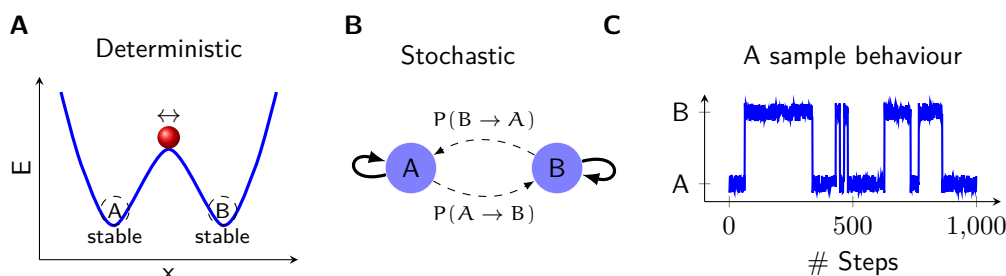 A
Deterministic
↔
E
A
B
stable
stable
x
B
Stochastic
P(B → A)
A
B
P(A → B)
C
A sample behaviour
B
A
0
500
1,000
# Steps